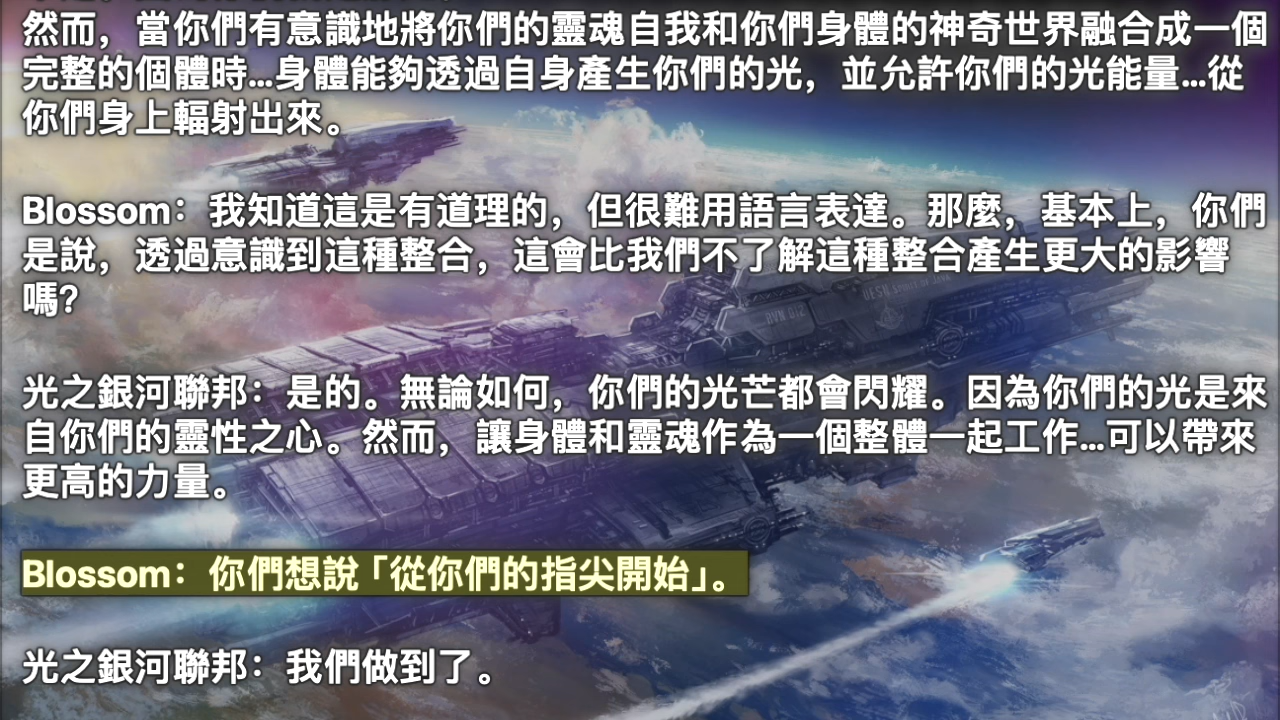 然而，當你們有意識地將你們的靈魂自我和你們身體的神奇世界融合成一個
完整的個體時...身體能夠透過自身產生你們的光，並允許你們的光能量...從
你們身上輻射出來。
Blossom：我知道這是有道理的，但很難用語言表達。那麼，基本上，你們
是說，透過意識到這種整合，這會比我們不了解這種整合產生更大的影響
嗎？
光之銀河聯邦：是的。無論如何，你們的光芒都會閃耀。因為你們的光是來
自你們的靈性之心。然而，讓身體和靈魂作為一個整體一起工作...可以帶來
更高的力量。
Blossom：你們想說「從你們的指尖開始」。
光之銀河聯邦：我們做到了。